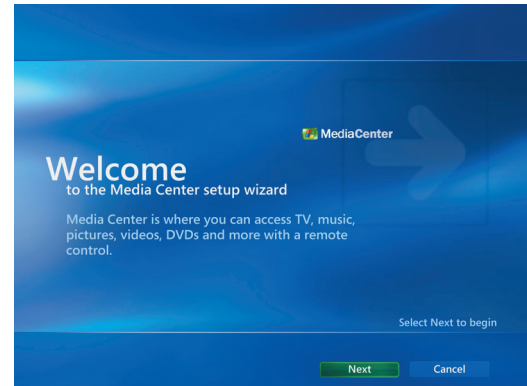 MediaCenter
Welcome
to the Media Center setup wizard
Media Center is where you can access TV, music,
pictures, videos, DVDs and more with a remote
control.
Select Next to begin
Next Cancel